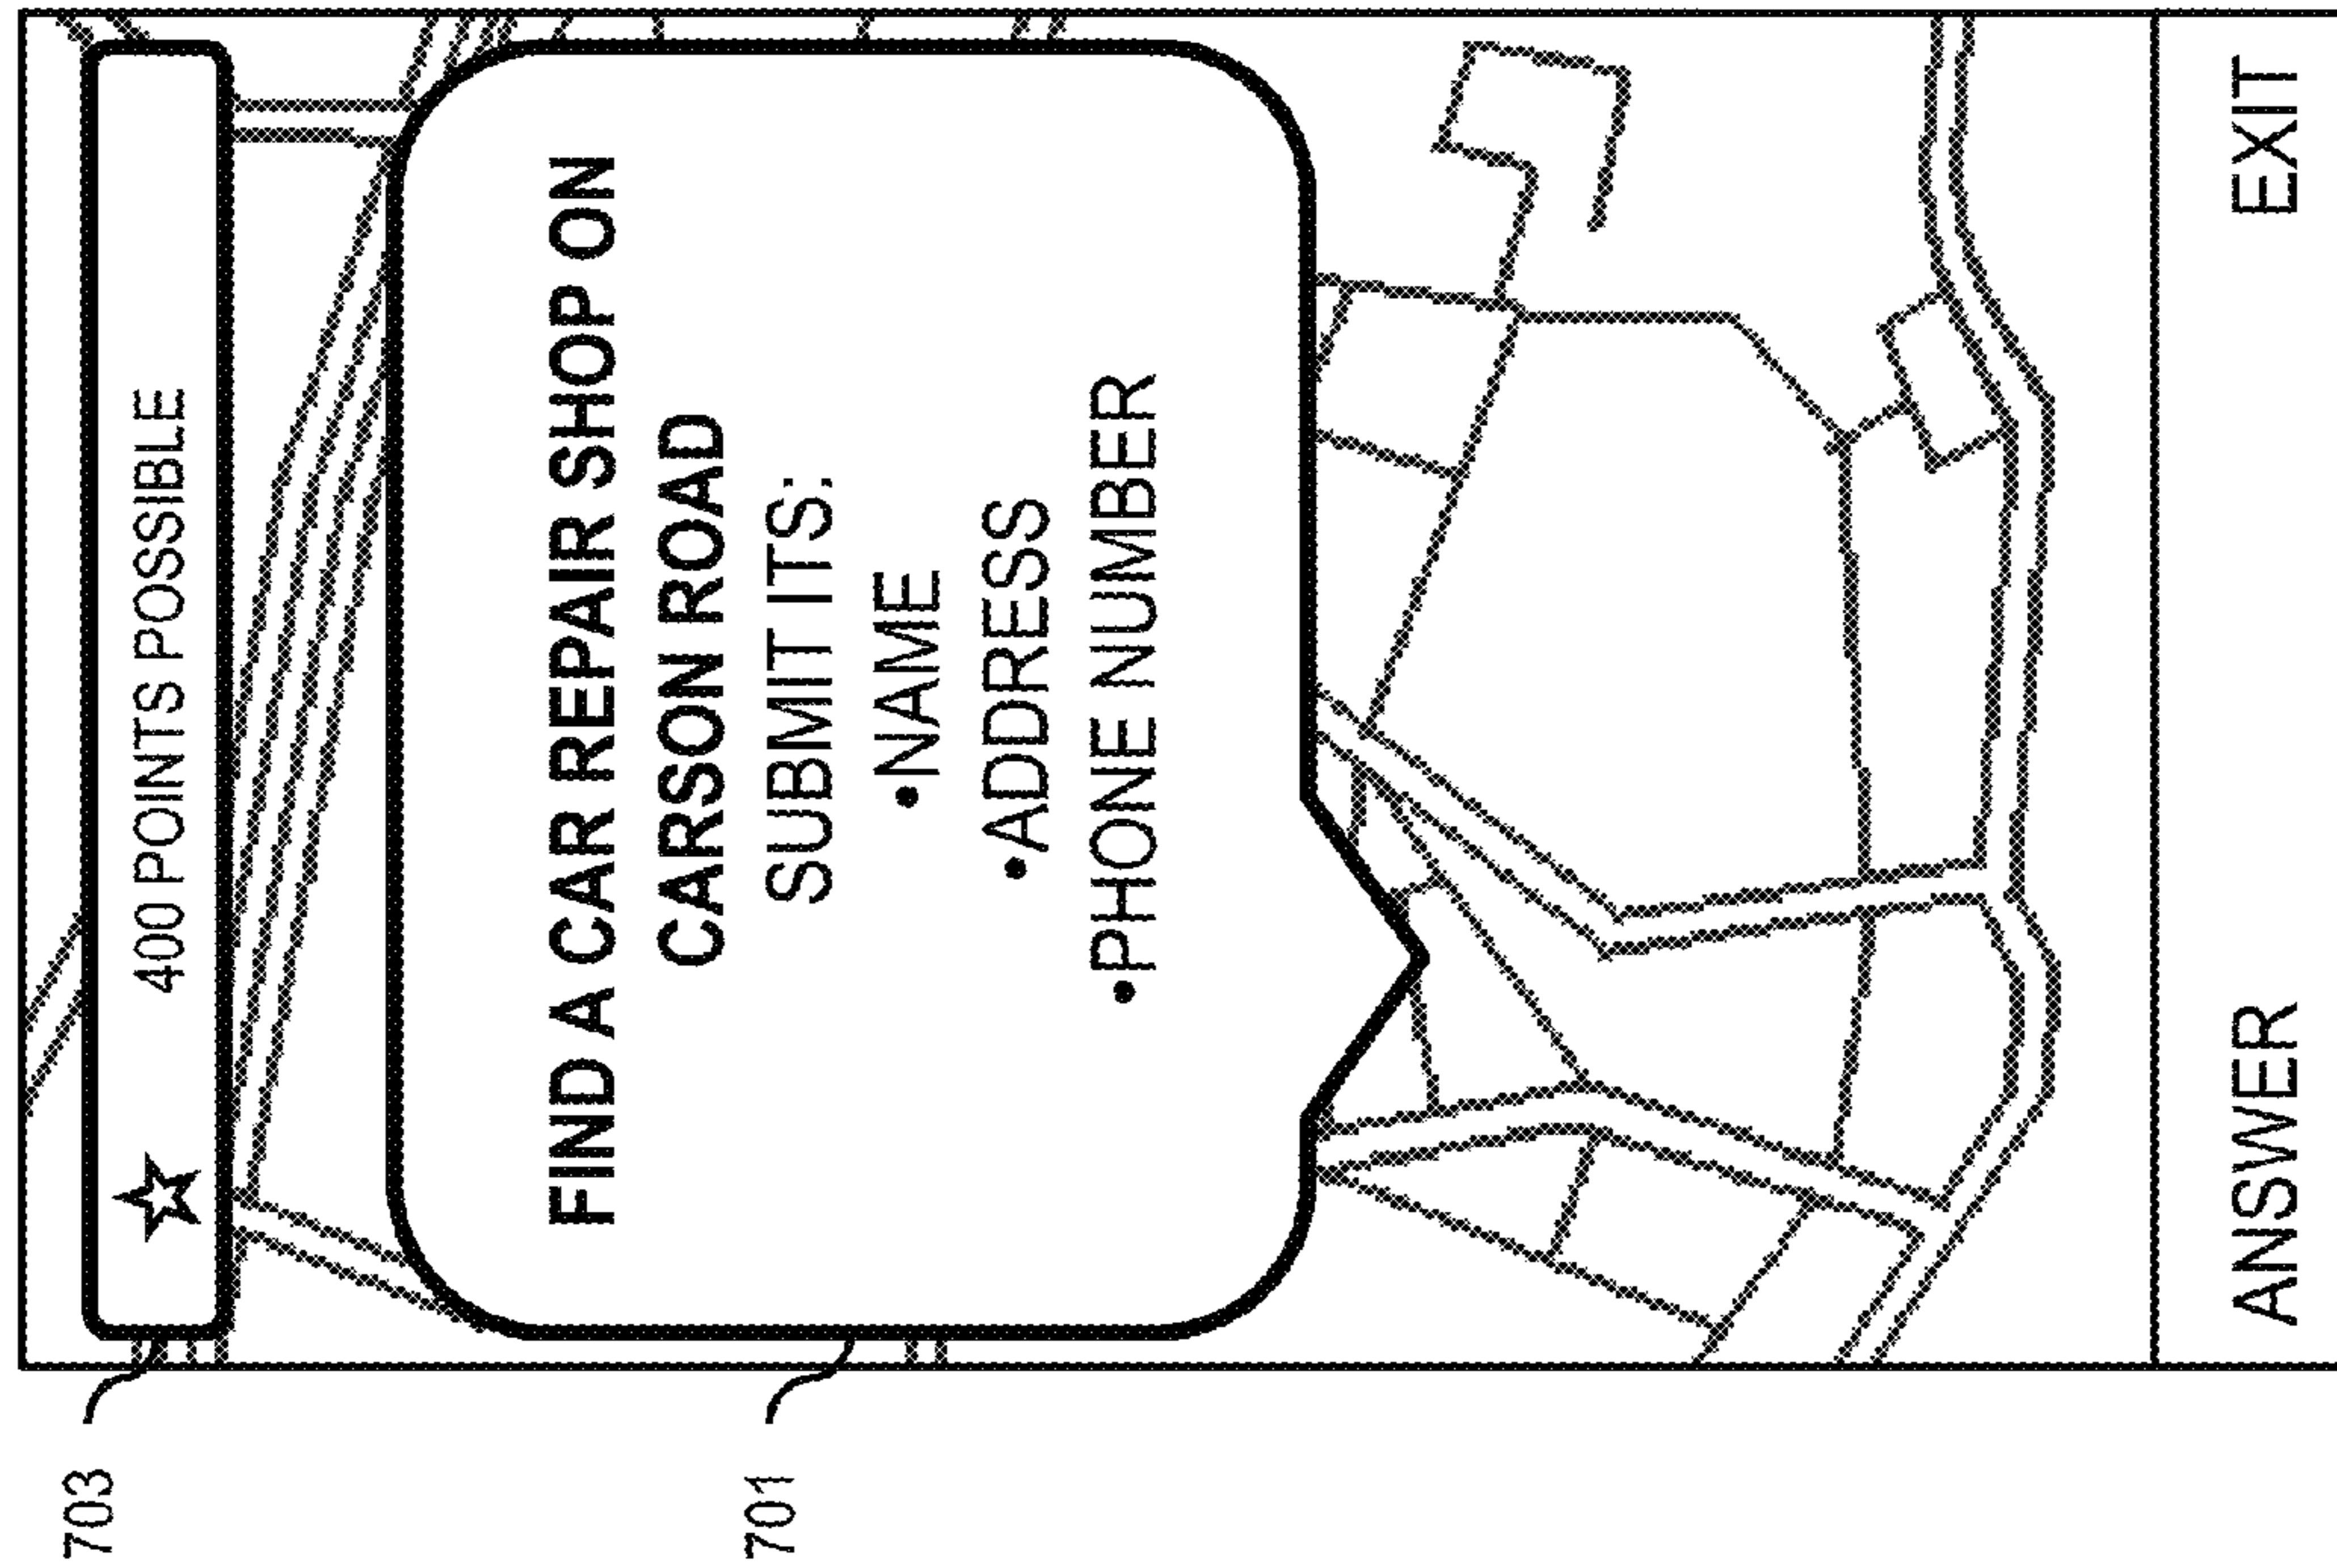 703
☆ 400 POINTS POSSIBLE
701
FIND A CAR REPAIR SHOP ON
CARSON ROAD
SUBMIT ITS:
•NAME
•ADDRESS
•PHONE NUMBER
ANSWER EXIT